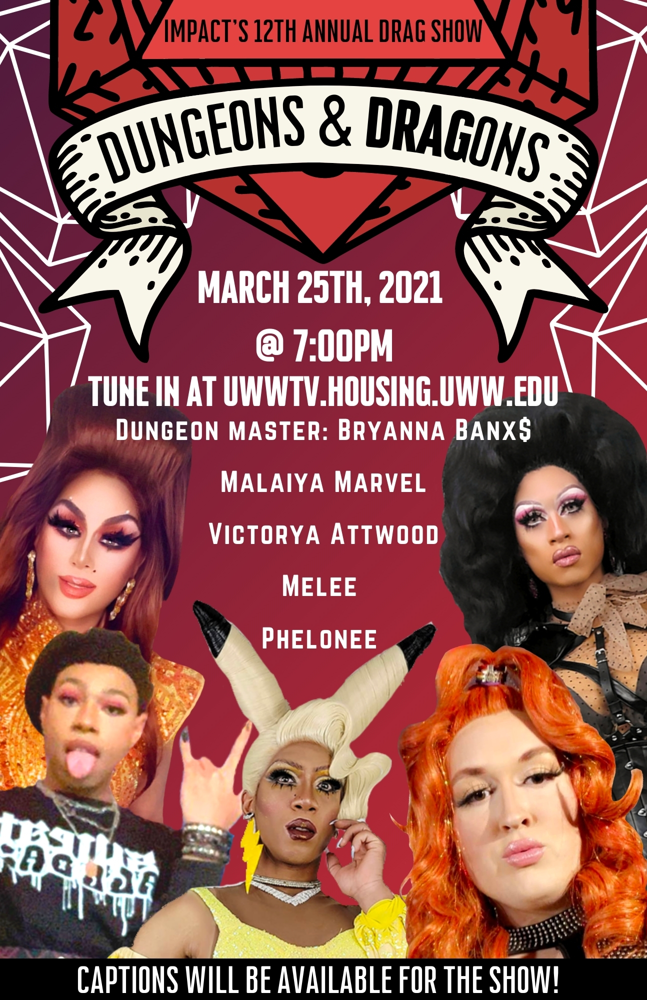 IMPACT'S 12TH ANNUAL DRAG SHOW
DUNGEONS & DRAGONS
MARCH 25TH, 2021
@ 7:00PM
TUNE IN AT UWWTV.HOUSING.UWW.EDU
DUNGEON MASTER: BRYANNA BANX$
MALAIYA MARVEL
VICTORYA ATTWOOD
MELEE
PHELONEE
CAPTIONS WILL BE AVAILABLE FOR THE SHOW!